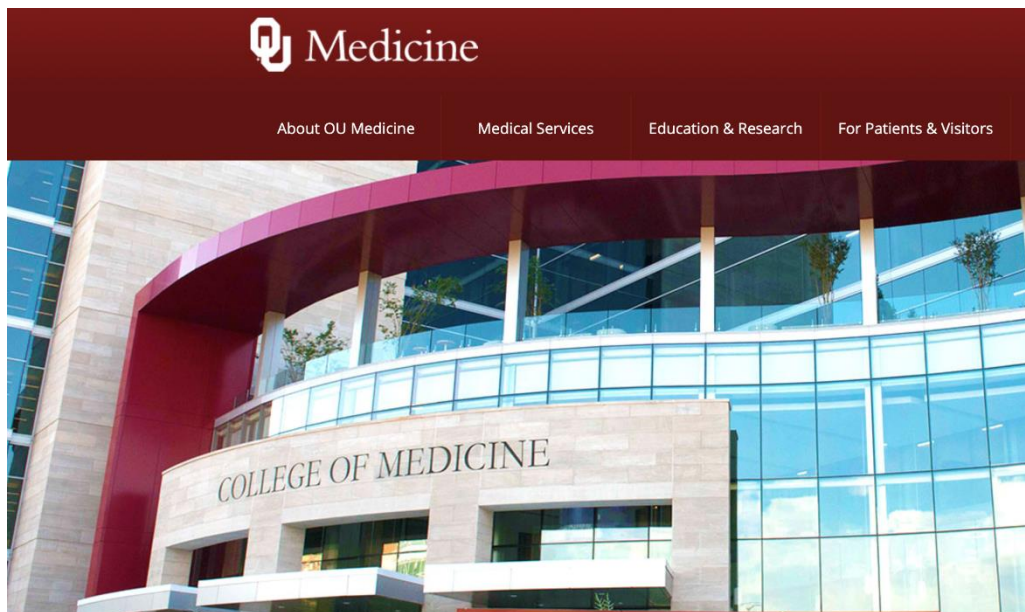 OU Medicine
About OU Medicine Medical Services Education & Research For Patients & Visitors
COLLEGE OF MEDICINE